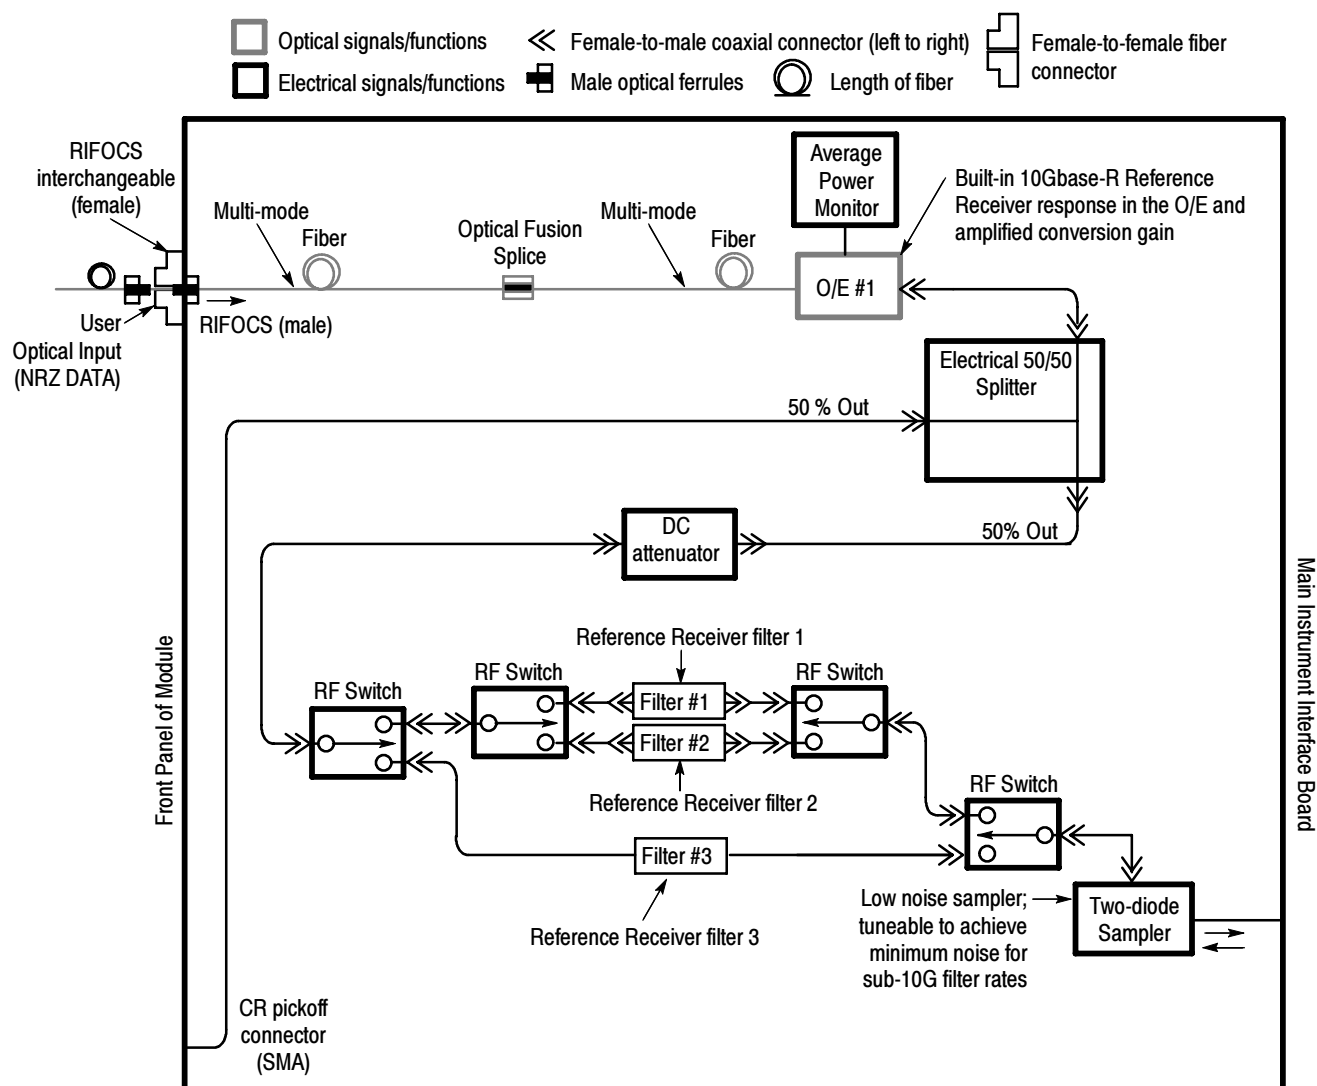 Optical signals/functions
Electrical signals/functions
Female-to-male coaxial connector (left to right)
Male optical ferrules
Length of fiber
Female-to-female fiber
connector
RIFOCS
interchangeable
(female)
Multi-mode
Fiber
Optical Fusion
Splice
Multi-mode
Fiber
Average
Power
Monitor
Built-in 10Gbase-R Reference
Receiver response in the O/E and
amplified conversion gain
O/E #1
User
Optical Input
(NRZ DATA)
RIFOCS (male)
Electrical 50/50
Splitter
50 % Out
50% Out
DC
attenuator
Front Panel of Module
Main Instrument Interface Board
Reference Receiver filter 1
RF Switch
RF Switch
RF Switch
Filter #1
Filter #2
Reference Receiver filter 2
RF Switch
Filter #3
Reference Receiver filter 3
Low noise sampler;
tuneable to achieve
minimum noise for
sub-10G filter rates
Two-diode
Sampler
CR pickoff
connector
(SMA)